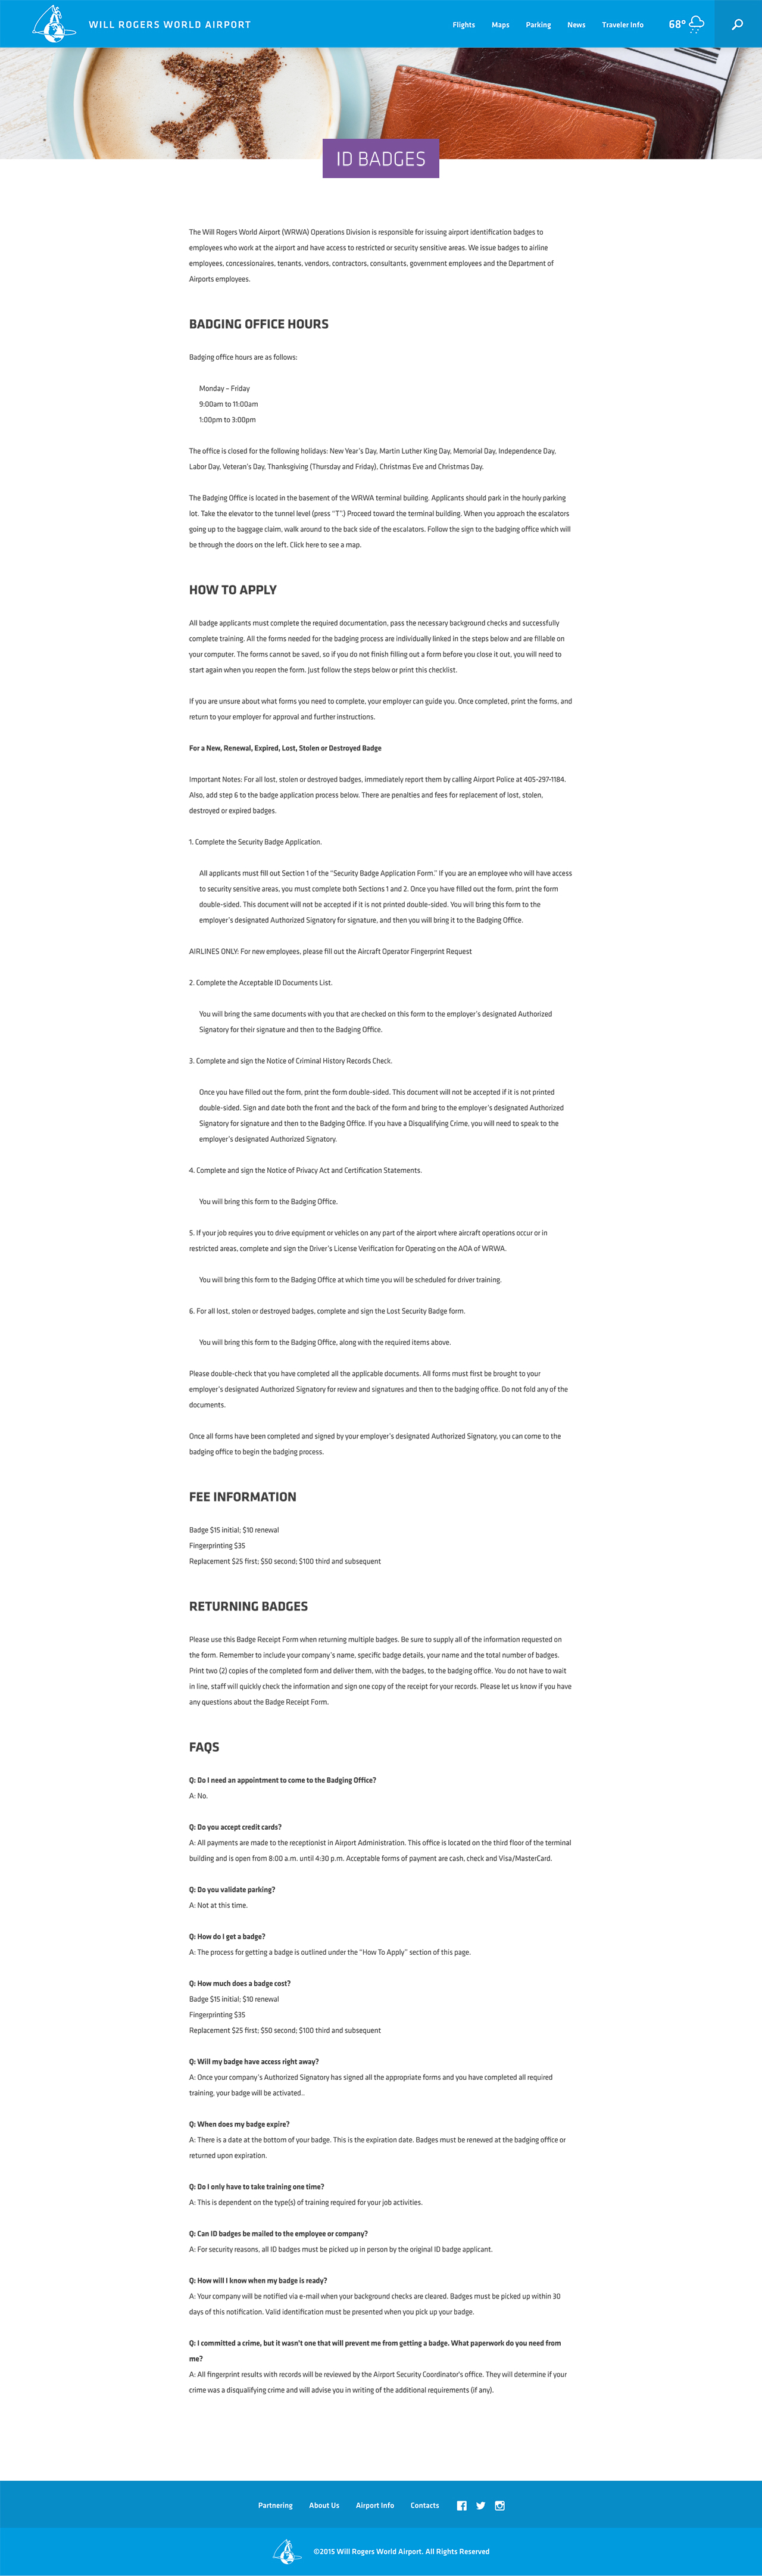 WILL ROGERS WORLD AIRPORT
Flights Maps Parking News Traveler Info 68°
ID BADGES
The Will Rogers World Airport (WRWA) Operations Division is responsible for issuing airport identification badges to
employees who work at the airport and have access to restricted or security sensitive areas. We issue badges to airline
employees, concessionaires, tenants, vendors, contractors, consultants, government employees and the Department of
Airports employees.
BADGING OFFICE HOURS
Badging office hours are as follows:
Monday – Friday
9:00am to 11:00am
1:00pm to 3:00pm
The office is closed for the following holidays: New Year's Day, Martin Luther King Day, Memorial Day, Independence Day,
Labor Day, Veteran's Day, Thanksgiving (Thursday and Friday), Christmas Eve and Christmas Day.
The Badging Office is located in the basement of the WRWA terminal building. Applicants should park in the hourly parking
lot. Take the elevator to the tunnel level (press "T".) Proceed toward the terminal building. When you approach the escalators
going up to the baggage claim, walk around to the back side of the escalators. Follow the sign to the badging office which will
be through the doors on the left. Click here to see a map.
HOW TO APPLY
All badge applicants must complete the required documentation, pass the necessary background checks and successfully
complete training. All the forms needed for the badging process are individually linked in the steps below and are fillable on
your computer. The forms cannot be saved, so if you do not finish filling out a form before you close it out, you will need to
start again when you reopen the form. Just follow the steps below or print this checklist.
If you are unsure about what forms you need to complete, your employer can guide you. Once completed, print the forms, and
return to your employer for approval and further instructions.
For a New, Renewal, Expired, Lost, Stolen or Destroyed Badge
Important Notes: For all lost, stolen or destroyed badges, immediately report them by calling Airport Police at 405-297-1184.
Also, add step 6 to the badge application process below. There are penalties and fees for replacement of lost, stolen,
destroyed or expired badges.
1. Complete the Security Badge Application.
All applicants must fill out Section 1 of the "Security Badge Application Form." If you are an employee who will have access
to security sensitive areas, you must complete both Sections 1 and 2. Once you have filled out the form, print the form
double-sided. This document will not be accepted if it is not printed double-sided. You will bring this form to the
employer's designated Authorized Signatory for signature, and then you will bring it to the Badging Office.
AIRLINES ONLY: For new employees, please fill out the Aircraft Operator Fingerprint Request
2. Complete the Acceptable ID Documents List.
You will bring the same documents with you that are checked on this form to the employer's designated Authorized
Signatory for their signature and then to the Badging Office.
3. Complete and sign the Notice of Criminal History Records Check.
Once you have filled out the form, print the form double-sided. This document will not be accepted if it is not printed
double-sided. Sign and date both the front and the back of the form and bring to the employer's designated Authorized
Signatory for signature and then to the Badging Office. If you have a Disqualifying Crime, you will need to speak to the
employer's designated Authorized Signatory.
4. Complete and sign the Notice of Privacy Act and Certification Statements.
You will bring this form to the Badging Office.
5. If your job requires you to drive equipment or vehicles on any part of the airport where aircraft operations occur or in
restricted areas, complete and sign the Driver's License Verification for Operating on the AOA of WRWA.
You will bring this form to the Badging Office at which time you will be scheduled for driver training.
6. For all lost, stolen or destroyed badges, complete and sign the Lost Security Badge form.
You will bring this form to the Badging Office, along with the required items above.
Please double-check that you have completed all the applicable documents. All forms must first be brought to your
employer's designated Authorized Signatory for review and signatures and then to the badging office. Do not fold any of the
documents.
Once all forms have been completed and signed by your employer's designated Authorized Signatory, you can come to the
badging office to begin the badging process.
FEE INFORMATION
Badge $15 initial; $10 renewal
Fingerprinting $35
Replacement $25 first; $50 second; $100 third and subsequent
RETURNING BADGES
Please use this Badge Receipt Form when returning multiple badges. Be sure to supply all of the information requested on
the form. Remember to include your company's name, specific badge details, your name and the total number of badges.
Print two (2) copies of the completed form and deliver them, with the badges, to the badging office. You do not have to wait
in line, staff will quickly check the information and sign one copy of the receipt for your records. Please let us know if you have
any questions about the Badge Receipt Form.
FAQS
Q: Do I need an appointment to come to the Badging Office?
A: No.
Q: Do you accept credit cards?
A: All payments are made to the receptionist in Airport Administration. This office is located on the third floor of the terminal
building and is open from 8:00 a.m. until 4:30 p.m. Acceptable forms of payment are cash, check and Visa/MasterCard.
Q: Do you validate parking?
A: Not at this time.
Q: How do I get a badge?
A: The process for getting a badge is outlined under the "How To Apply" section of this page.
Q: How much does a badge cost?
Badge $15 initial; $10 renewal
Fingerprinting $35
Replacement $25 first; $50 second; $100 third and subsequent
Q: Will my badge have access right away?
A: Once your company's Authorized Signatory has signed all the appropriate forms and you have completed all required
training, your badge will be activated..
Q: When does my badge expire?
A: There is a date at the bottom of your badge. This is the expiration date. Badges must be renewed at the badging office or
returned upon expiration.
Q: Do I only have to take training one time?
A: This is dependent on the type(s) of training required for your job activities.
Q: Can ID badges be mailed to the employee or company?
A: For security reasons, all ID badges must be picked up in person by the original ID badge applicant.
Q: How will I know when my badge is ready?
A: Your company will be notified via e-mail when your background checks are cleared. Badges must be picked up within 30
days of this notification. Valid identification must be presented when you pick up your badge.
Q: I committed a crime, but it wasn't one that will prevent me from getting a badge. What paperwork do you need from
me?
A: All fingerprint results with records will be reviewed by the Airport Security Coordinator's office. They will determine if your
crime was a disqualifying crime and will advise you in writing of the additional requirements (if any).
Partnering About Us Airport Info Contacts
©2015 Will Rogers World Airport. All Rights Reserved